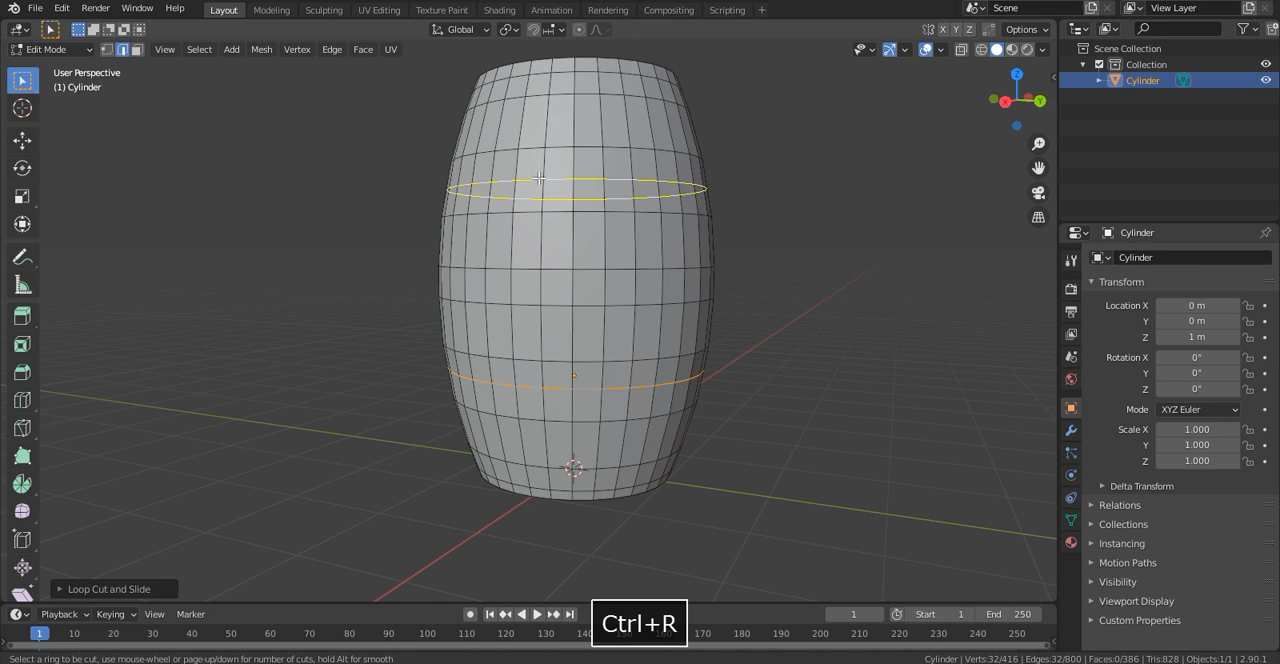 File Edit Render Window Help Layout Modeling Sculpting UV Editing Texture Paint Shading Animation Rendering Compositing Scripting + Scene View Layer
Global Options
Edit Mode View Select Add Mesh Vertex Edge Face UV X Y Z
User Perspective
(1) Cylinder
Z
X Y
Scene Collection
Collection
Cylinder
Cylinder
Cylinder
Transform
Location X 0 m
Y 0 m
Z 1 m
Rotation X 0°
Y 0°
Z 0°
Mode XYZ Euler
Scale X 1.000
Y 1.000
Z 1.000
Delta Transform
Relations
Collections
Instancing
Motion Paths
Visibility
Viewport Display
Custom Properties
Loop Cut and Slide
Ctrl+R
Playback Keying View Marker 1 Start 1 End 250
1 10 20 30 40 50 60 70 80 90 100 110 120 130 140 150 160 170 180 190 200 210 220 230 240 250
Select a ring to be cut, use mouse-wheel or page-up/down for number of cuts, hold Alt for smooth
Cylinder | Verts:32/416 | Edges:32/800 | Faces:0/386 | Tris:828 | Objects:1/1 | 2.90.1